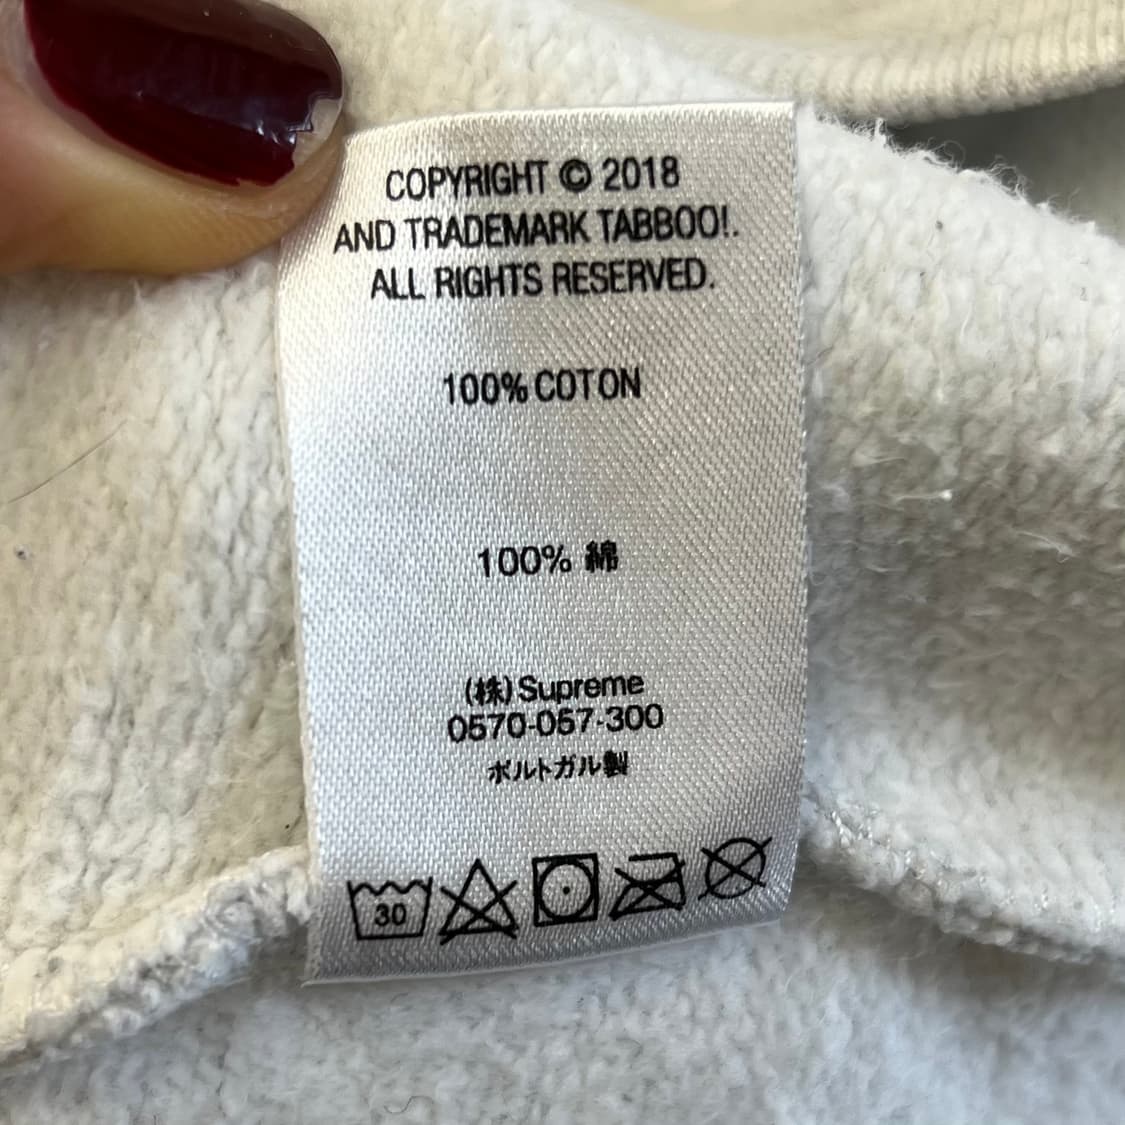 COPYRIGHT © 2018
AND TRADEMARK TABBOO!.
ALL RIGHTS RESERVED.
100% COTON
100% 綿
(株) Supreme
0570-057-300
ポルトガル製
30